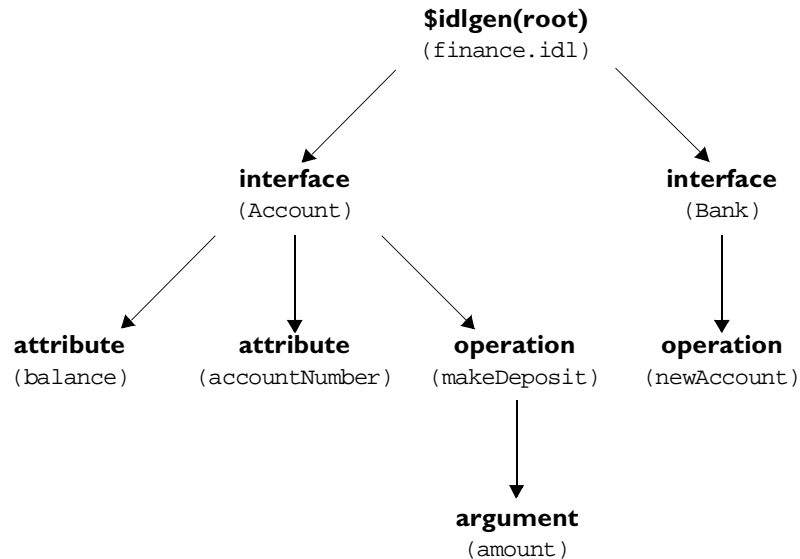 $idlgen(root)
(finance.idl)
interface
(Account)
interface
(Bank)
attribute
(balance)
attribute
(accountNumber)
operation
(makeDeposit)
operation
(newAccount)
argument
(amount)